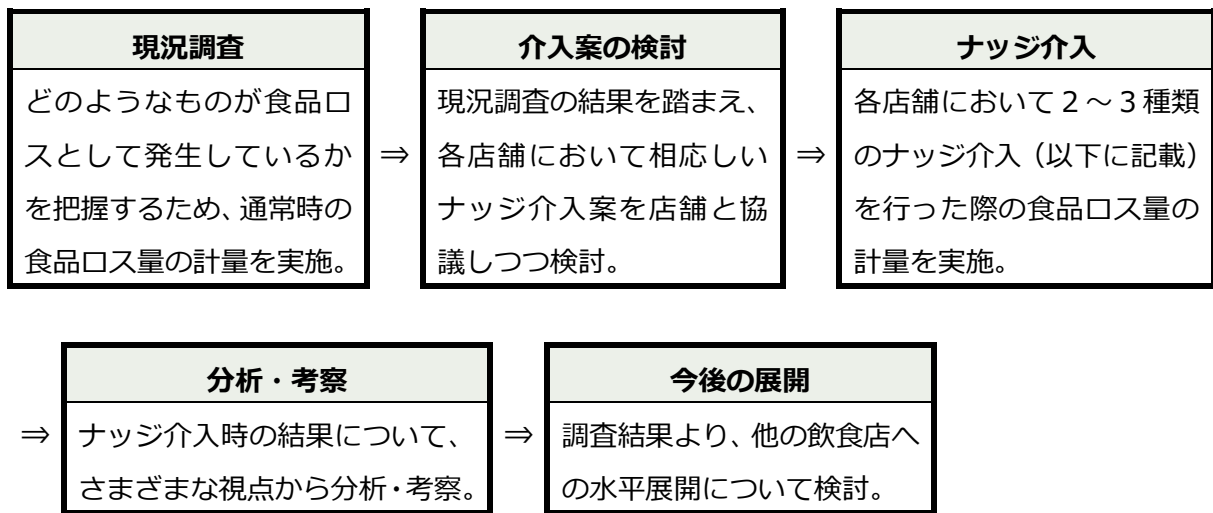 現況調査
どのようなものが食品ロ
スとして発生しているか
を把握するため、通常時の
食品ロス量の計量を実施。
⇒
介入案の検討
現況調査の結果を踏まえ、
各店舗において相応しい
ナッジ介入案を店舗と協
議しつつ検討。
⇒
ナッジ介入
各店舗において2～3種類
のナッジ介入（以下に記載）
を行った際の食品ロス量の
計量を実施。
⇒
分析・考察
ナッジ介入時の結果について、
さまざまな視点から分析・考察。
⇒
今後の展開
調査結果より、他の飲食店へ
の水平展開について検討。